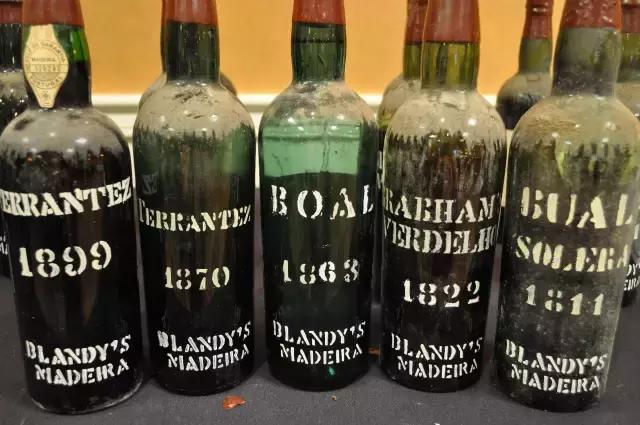 TERRANTEZ
1899
BLANDY'S
MADEIRA
TERRANTEZ
1870
BLANDY'S
MADEIRA
BOAL
1863
BLANDY'S
MADEIRA
VERDELHO
1822
BLANDY'S
MADEIRA
BUAL
SOLERA
1811
BLANDY'S
MADEIRA